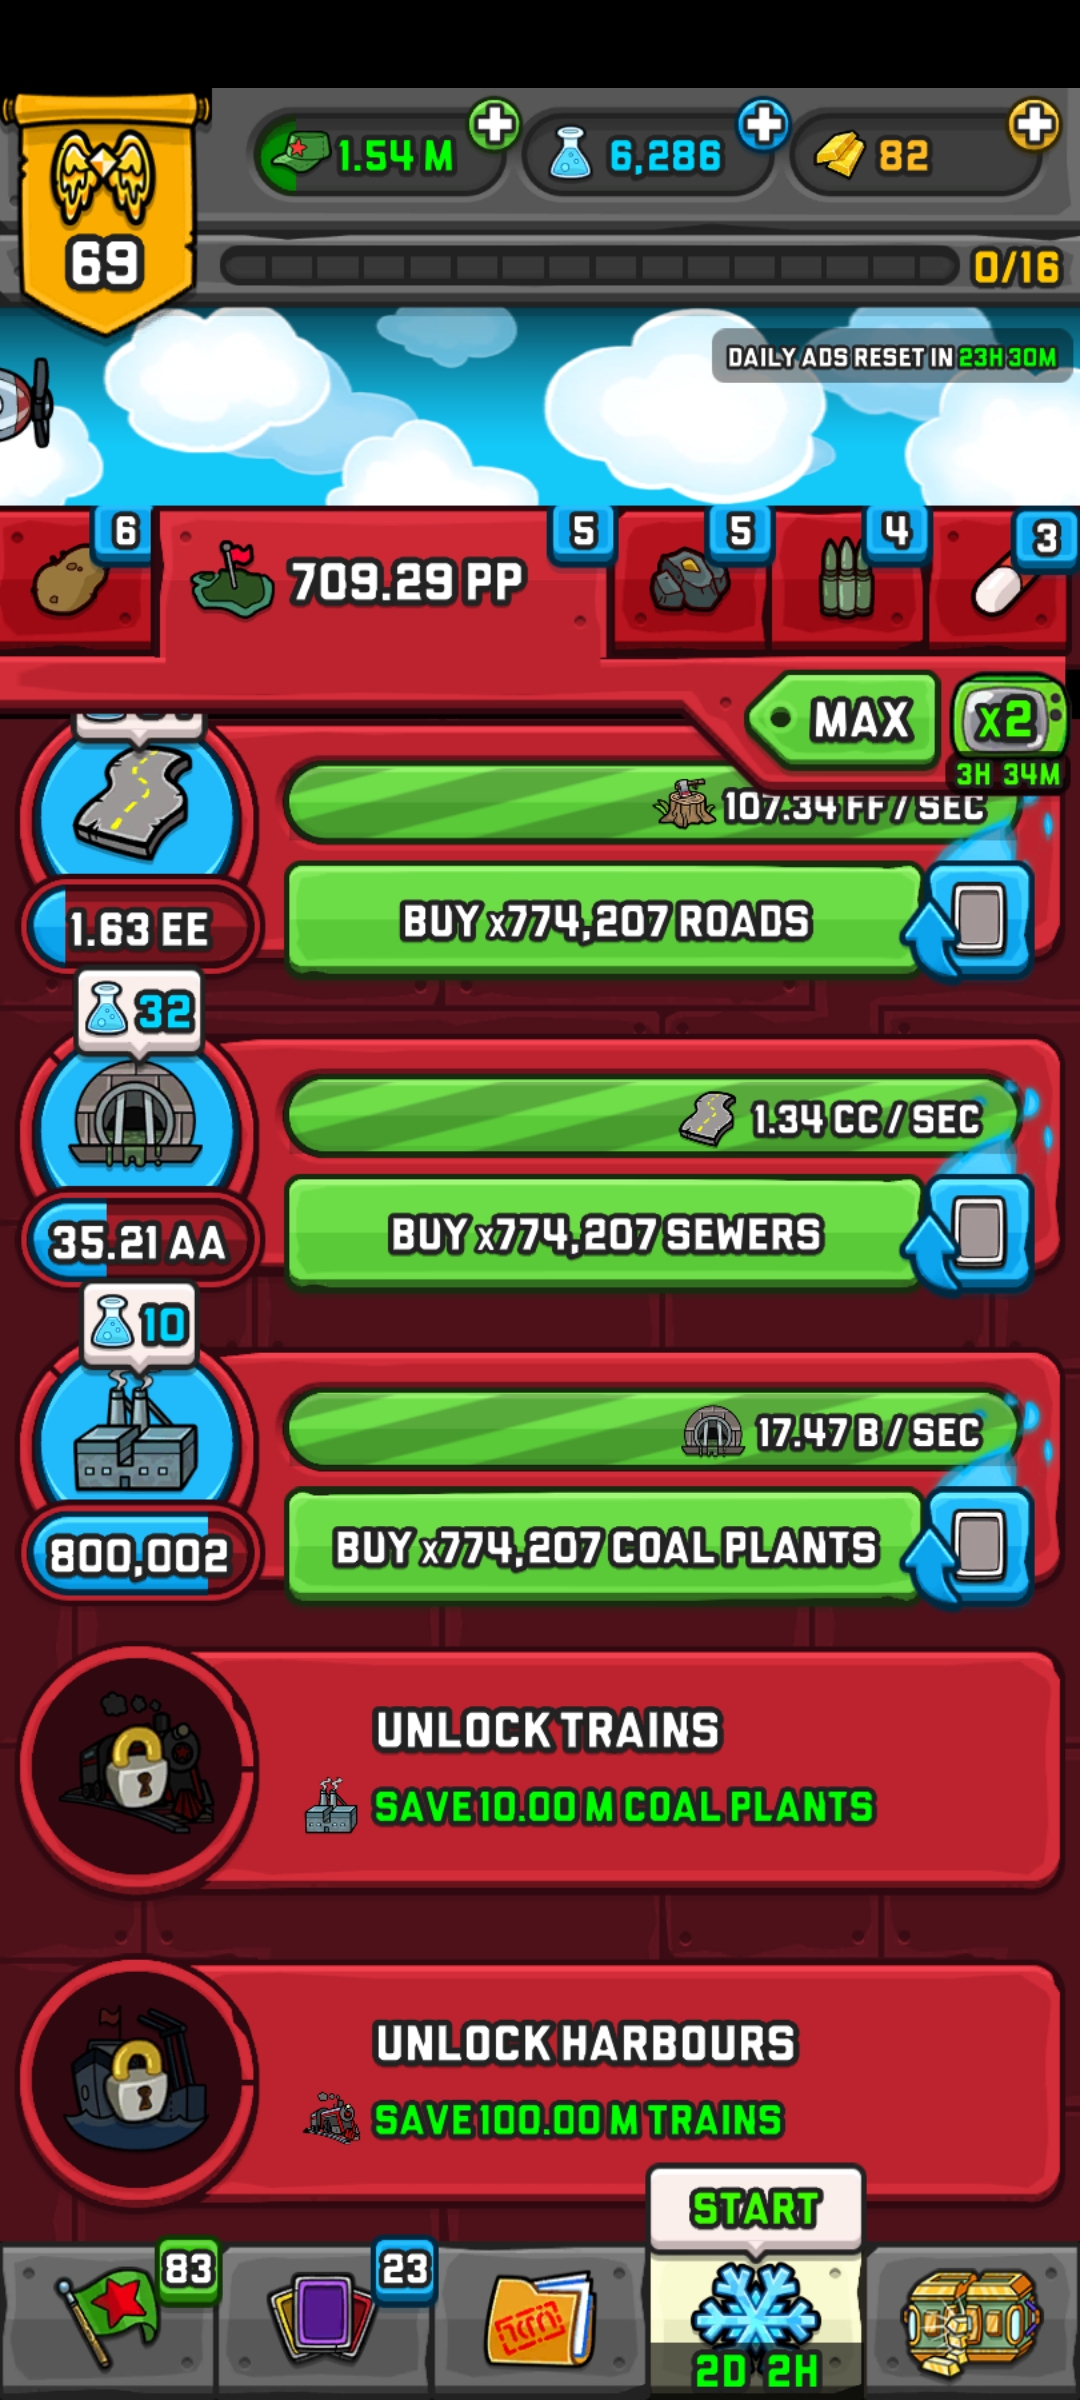 1.54 M
6,286
82
69
0/16
DAILY ADS RESET IN 23H 30M
6
709.29 PP
5
5
4
3
MAX
x2
3H 34M
107.34 FF / SEC
1.63 EE
BUY x774,207 ROADS
32
1.34 CC / SEC
35.21 AA
BUY x774,207 SEWERS
10
17.47 B / SEC
800,002
BUY x774,207 COAL PLANTS
UNLOCK TRAINS
SAVE 10.00 M COAL PLANTS
UNLOCK HARBOURS
SAVE 100.00 M TRAINS
START
83
23
2D 2H